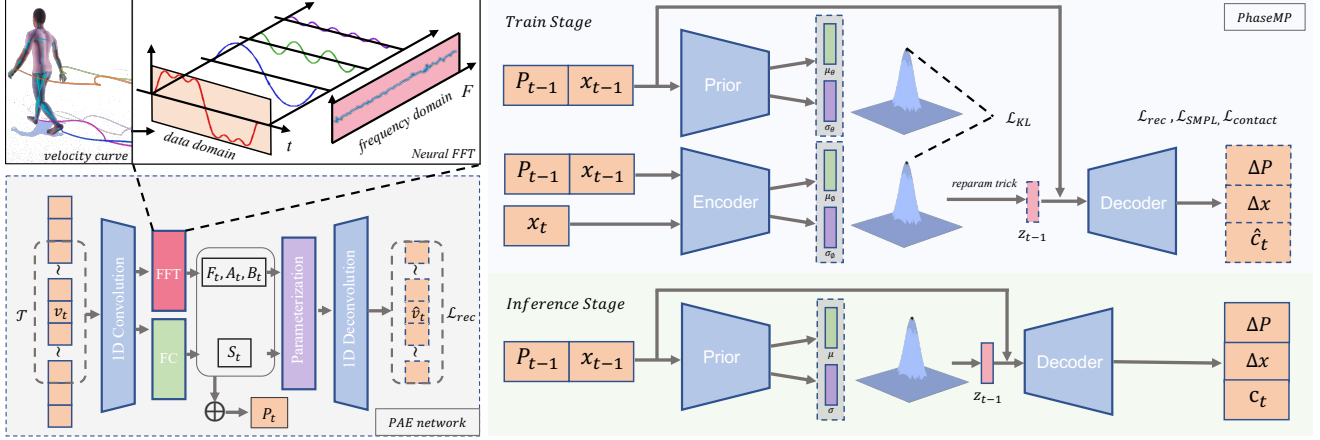 velocity curve
data domain
t
frequency domain
F
Neural FFT
𝒯
v_t
1D Convolution
FFT
FC
F_t, A_t, B_t
S_t
Parameterization
1D Deconvolution
v̂_t
ℒ_rec
P_t
PAE network
Train Stage
PhaseMP
P_{t-1} x_{t-1}
Prior
μ_θ
σ_θ
ℒ_KL
P_{t-1} x_{t-1}
x_t
Encoder
μ_ϕ
σ_ϕ
reparam trick
z_{t-1}
Decoder
ℒ_rec , ℒ_SMPL, ℒ_contact
ΔP
Δx
Ĉ_t
Inference Stage
P_{t-1} x_{t-1}
Prior
μ
σ
z_{t-1}
Decoder
ΔP
Δx
C_t